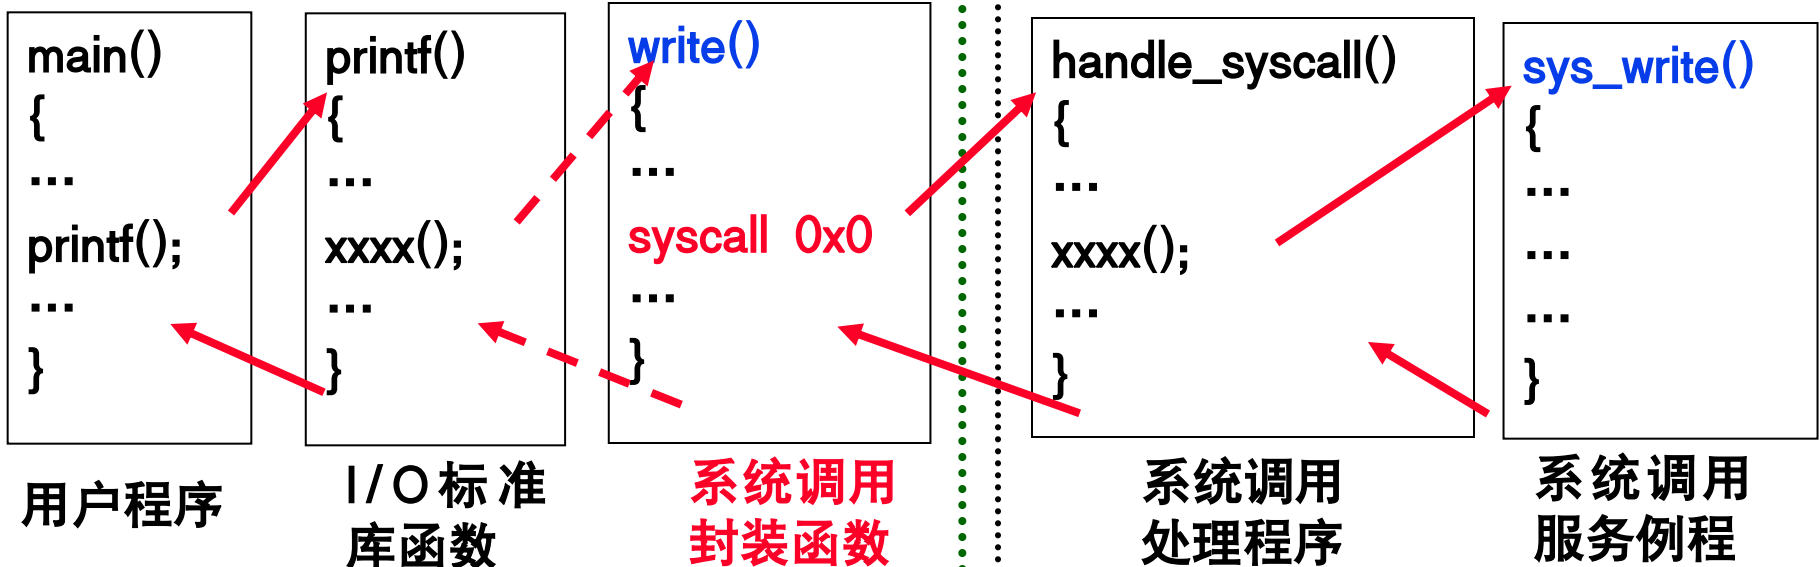 main()
{
...
printf();
...
}
用户程序
printf()
{
...
xxxx();
...
}
I/O标准
库函数
write()
{
...
syscall 0x0
...
}
系统调用
封装函数
handle_syscall()
{
...
xxxx();
...
}
系统调用
处理程序
sys_write()
{
...
...
...
}
系统调用
服务例程